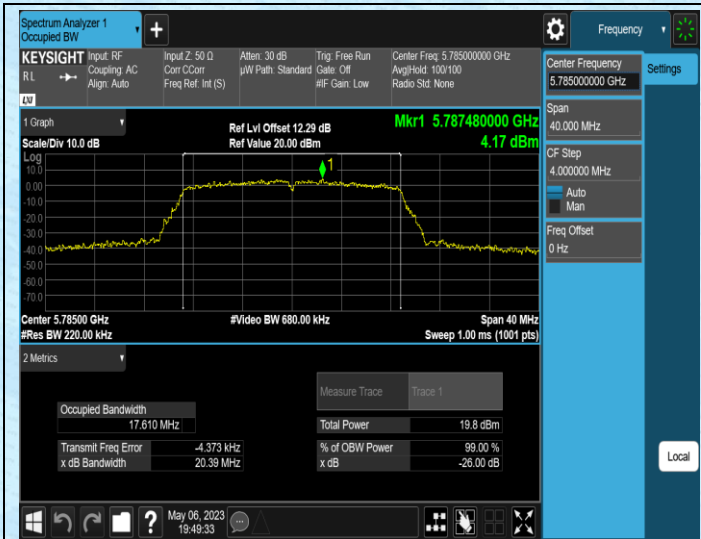 Spectrum Analyzer 1
Occupied BW
Frequency
KEYSIGHT
R L
LXI
Input: RF
Coupling: AC
Align: Auto
Input Z: 50 Ω
Corr CCorr
Freq Ref: Int (S)
Atten: 30 dB
µW Path: Standard
Trig: Free Run
Gate: Off
#IF Gain: Low
Center Freq: 5.785000000 GHz
Avg|Hold: 100/100
Radio Std: None
Center Frequency
5.785000000 GHz
Settings
Span
40.000 MHz
CF Step
4.000000 MHz
Auto
Man
Freq Offset
0 Hz
1 Graph
Scale/Div 10.0 dB
Ref Lvl Offset 12.29 dB
Ref Value 20.00 dBm
Mkr1 5.787480000 GHz
4.17 dBm
Log
1
10.0
0.00
-10.0
-20.0
-30.0
-40.0
-50.0
-60.0
-70.0
Center 5.78500 GHz
#Video BW 680.00 kHz
Span 40 MHz
#Res BW 220.00 kHz
Sweep 1.00 ms (1001 pts)
2 Metrics
Measure Trace
Trace 1
Occupied Bandwidth
17.610 MHz
Total Power
19.8 dBm
Transmit Freq Error
-4.373 kHz
% of OBW Power
99.00 %
x dB Bandwidth
20.39 MHz
x dB
-26.00 dB
Local
?
May 06, 2023
19:49:33